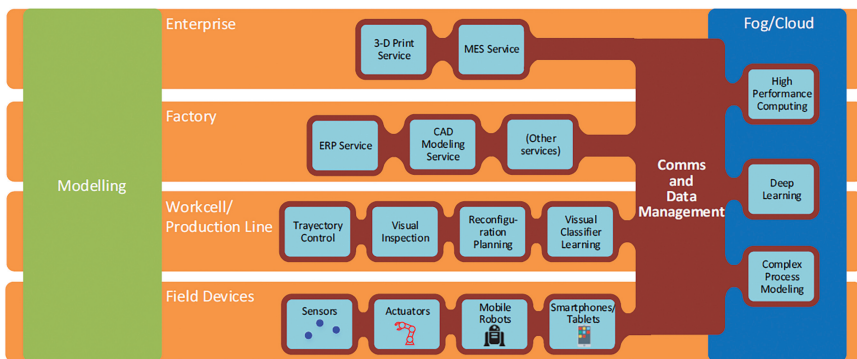 Enterprise
Fog/Cloud
3-D Print
Service
MES Service
High
Performance
Computing
Factory
ERP Service
CAD
Modeling
Service
(Other
services)
Modelling
Comms
and
Data
Management
Deep
Learning
Workcell/
Production Line
Trayectory
Control
Visual
Inspection
Reconfigu-
ration
Planning
Vissual
Classifier
Learning
Complex
Process
Modeling
Field Devices
Sensors
Actuators
Mobile
Robots
Smartphones/
Tablets